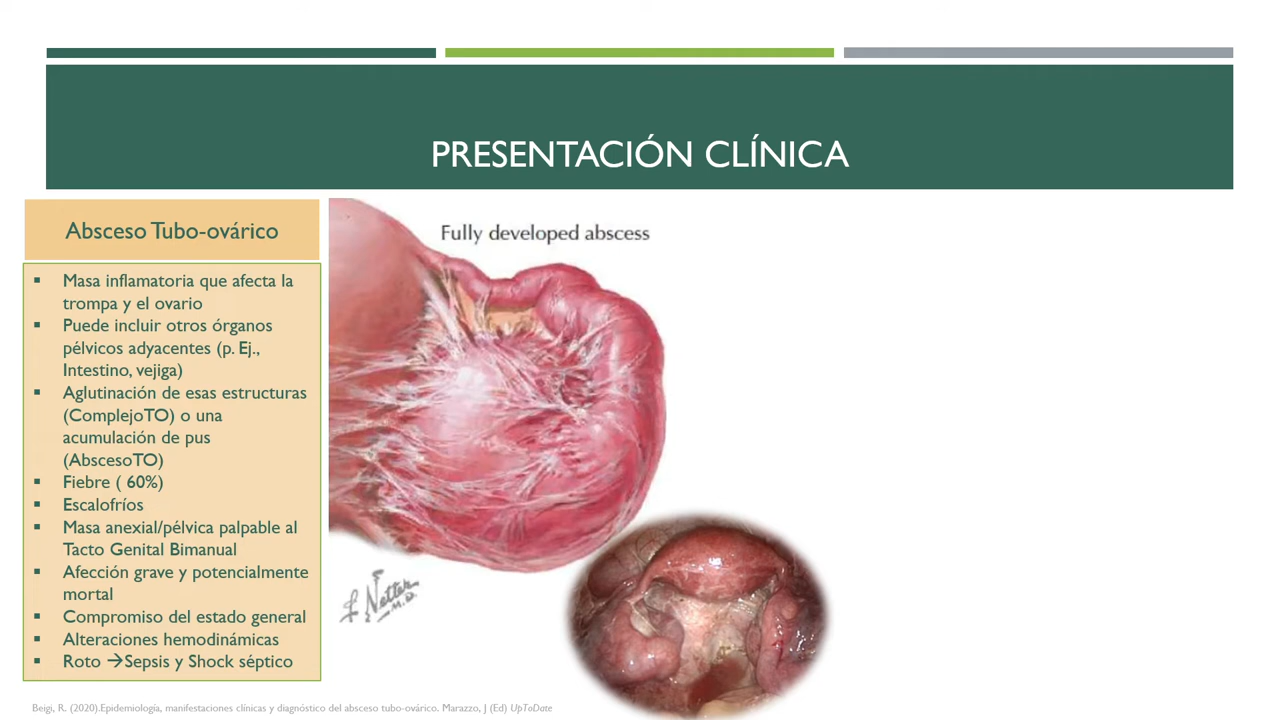 PRESENTACIÓN CLÍNICA
Absceso Tubo-ovárico
▪ Masa inflamatoria que afecta la
trompa y el ovario
▪ Puede incluir otros órganos
pélvicos adyacentes (p. Ej.,
Intestino, vejiga)
▪ Aglutinación de esas estructuras
(ComplejoTO) o una
acumulación de pus
(AbscesoTO)
▪ Fiebre ( 60%)
▪ Escalofríos
▪ Masa anexial/pélvica palpable al
Tacto Genital Bimanual
▪ Afección grave y potencialmente
mortal
▪ Compromiso del estado general
▪ Alteraciones hemodinámicas
▪ Roto →Sepsis y Shock séptico
Fully developed abscess
F. Netter
M.D.
Beigi, R. (2020).Epidemiología, manifestaciones clínicas y diagnóstico del absceso tubo-ovárico. Marazzo, J (Ed) UpToDate